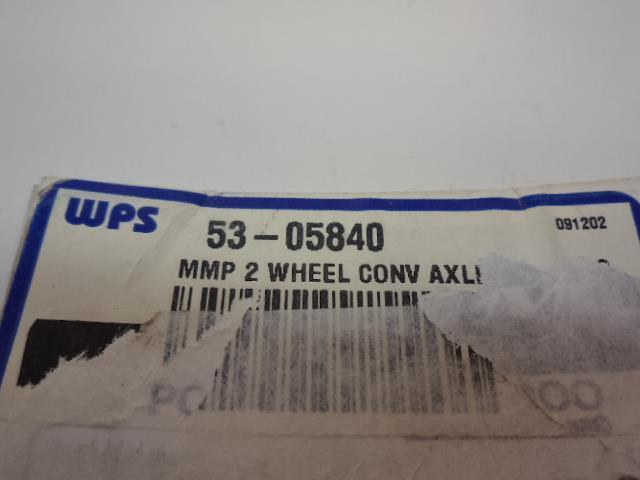 WPS 53-05840 091202
MMP 2 WHEEL CONV AXL